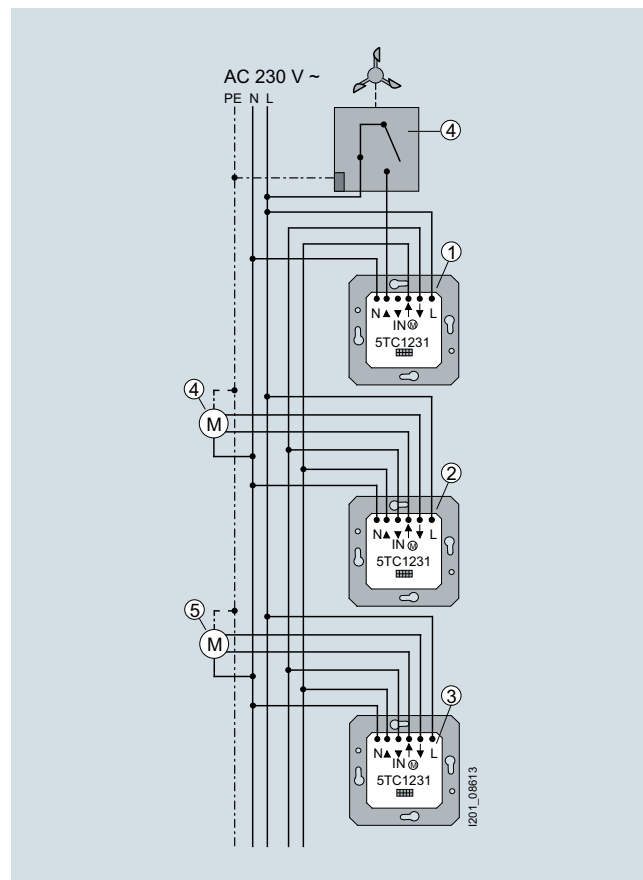 AC 230 V ~
PE N L
④
①
N ▲ ▼ ↑ ↓ L
IN Ⓜ
5TC1231
④
M
②
N ▲ ▼ ↑ ↓ L
IN Ⓜ
5TC1231
⑤
M
③
N ▲ ▼ ↑ ↓ L
IN Ⓜ
5TC1231
I201_08613